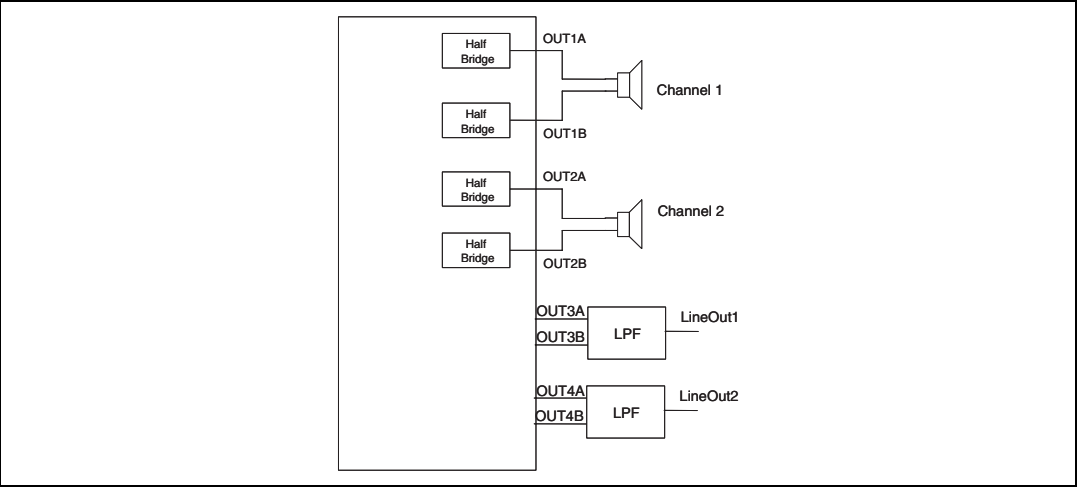 Half
Bridge
OUT1A
Channel 1
Half
Bridge
OUT1B
Half
Bridge
OUT2A
Channel 2
Half
Bridge
OUT2B
OUT3A
LPF
LineOut1
OUT3B
OUT4A
LPF
LineOut2
OUT4B